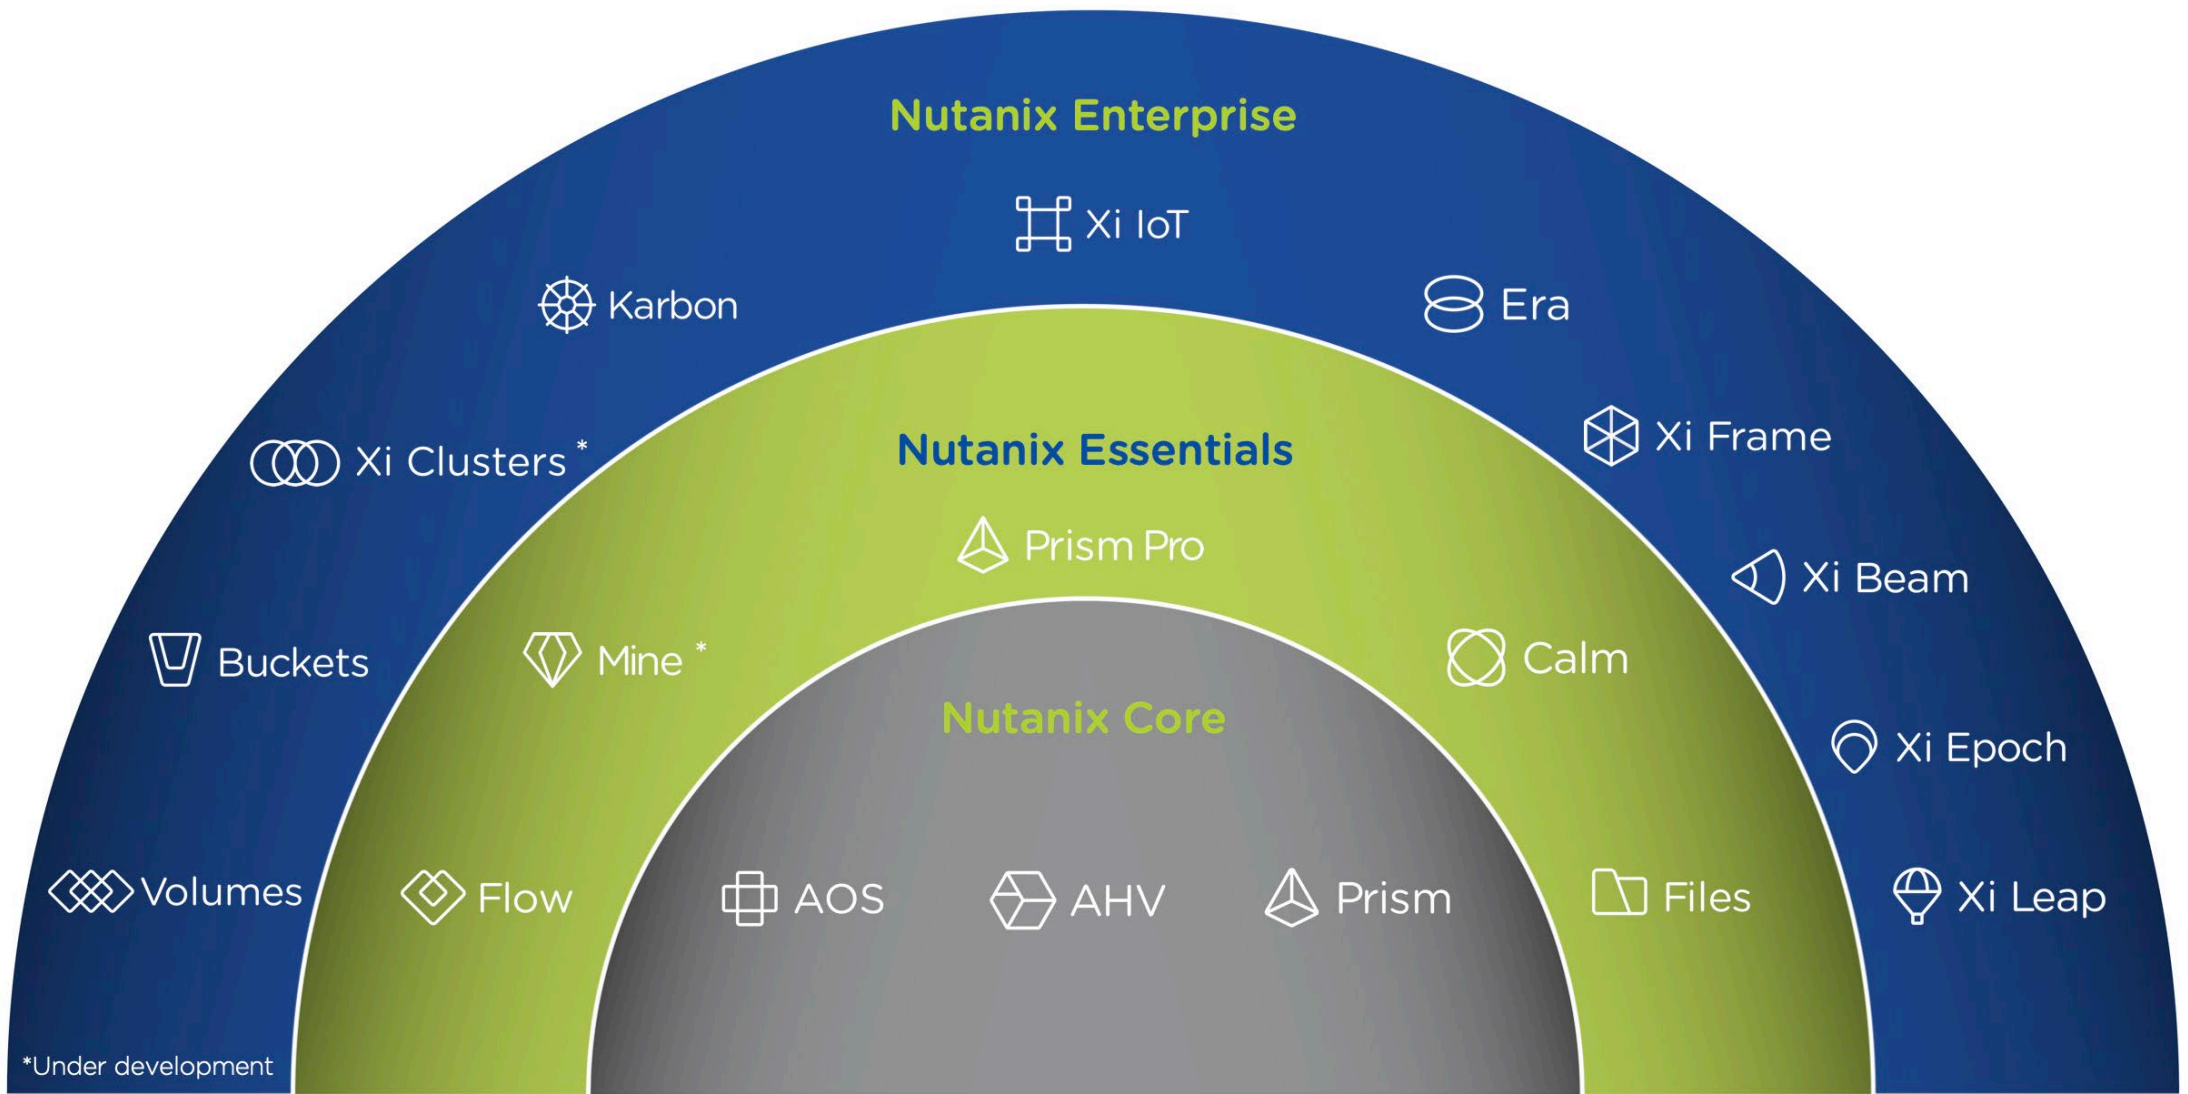 Nutanix Enterprise
Xi IoT
Karbon
Era
Xi Clusters *
Xi Frame
Nutanix Essentials
Prism Pro
Xi Beam
Buckets
Mine *
Calm
Nutanix Core
Xi Epoch
Volumes
Flow
AOS
AHV
Prism
Files
Xi Leap
*Under development